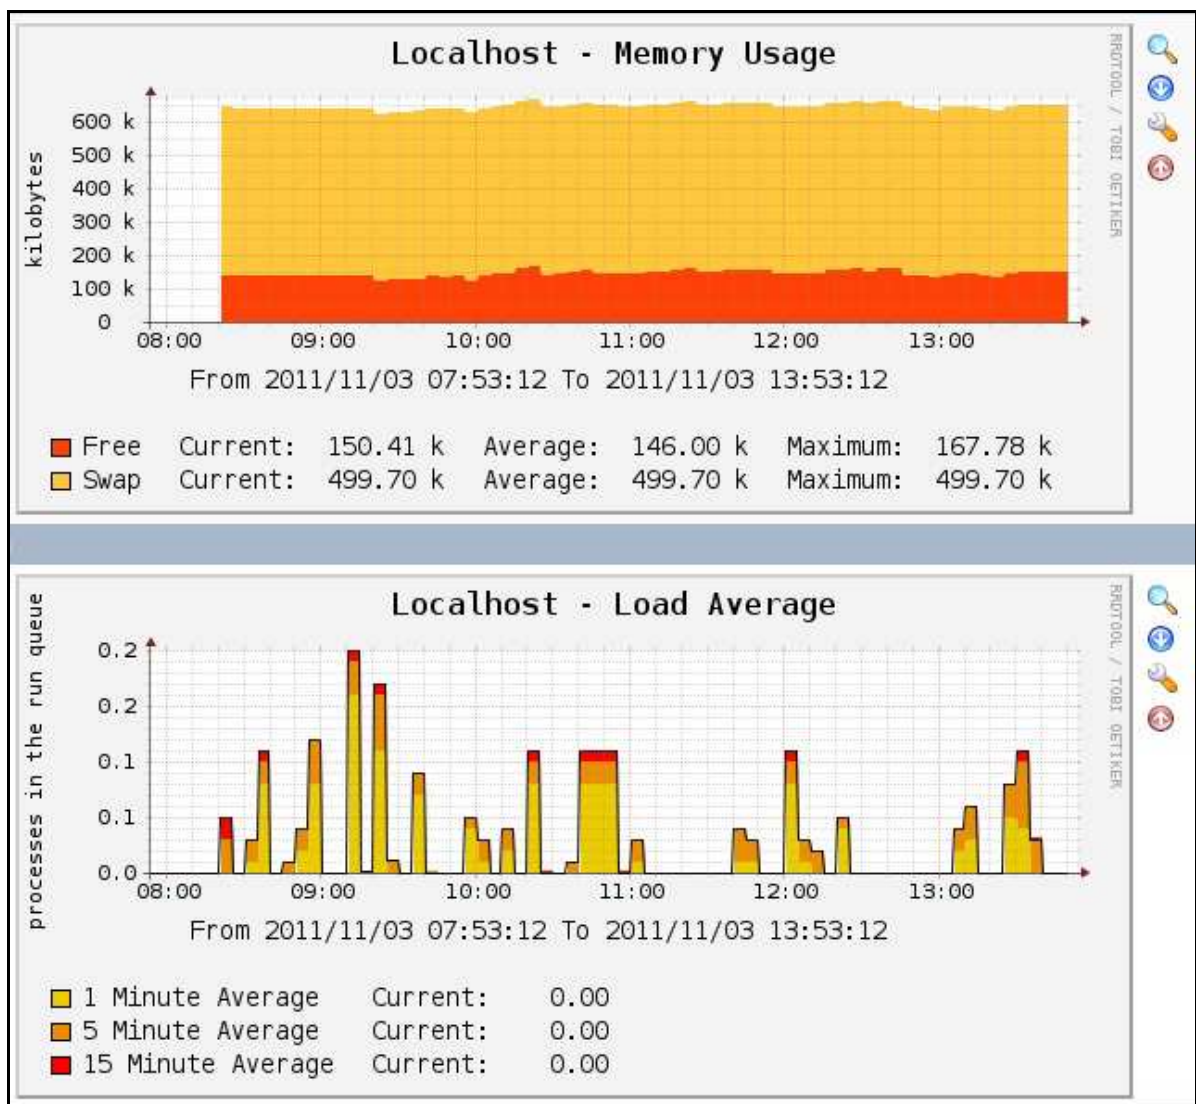 Localhost - Memory Usage
RRDTOOL / TOBI OETIKER
kilobytes
600 k
500 k
400 k
300 k
200 k
100 k
0
08:00 09:00 10:00 11:00 12:00 13:00
From 2011/11/03 07:53:12 To 2011/11/03 13:53:12
Free Current: 150.41 k Average: 146.00 k Maximum: 167.78 k
Swap Current: 499.70 k Average: 499.70 k Maximum: 499.70 k
Localhost - Load Average
RRDTOOL / TOBI OETIKER
processes in the run queue
0.2
0.2
0.1
0.1
0.0
08:00 09:00 10:00 11:00 12:00 13:00
From 2011/11/03 07:53:12 To 2011/11/03 13:53:12
1 Minute Average Current: 0.00
5 Minute Average Current: 0.00
15 Minute Average Current: 0.00